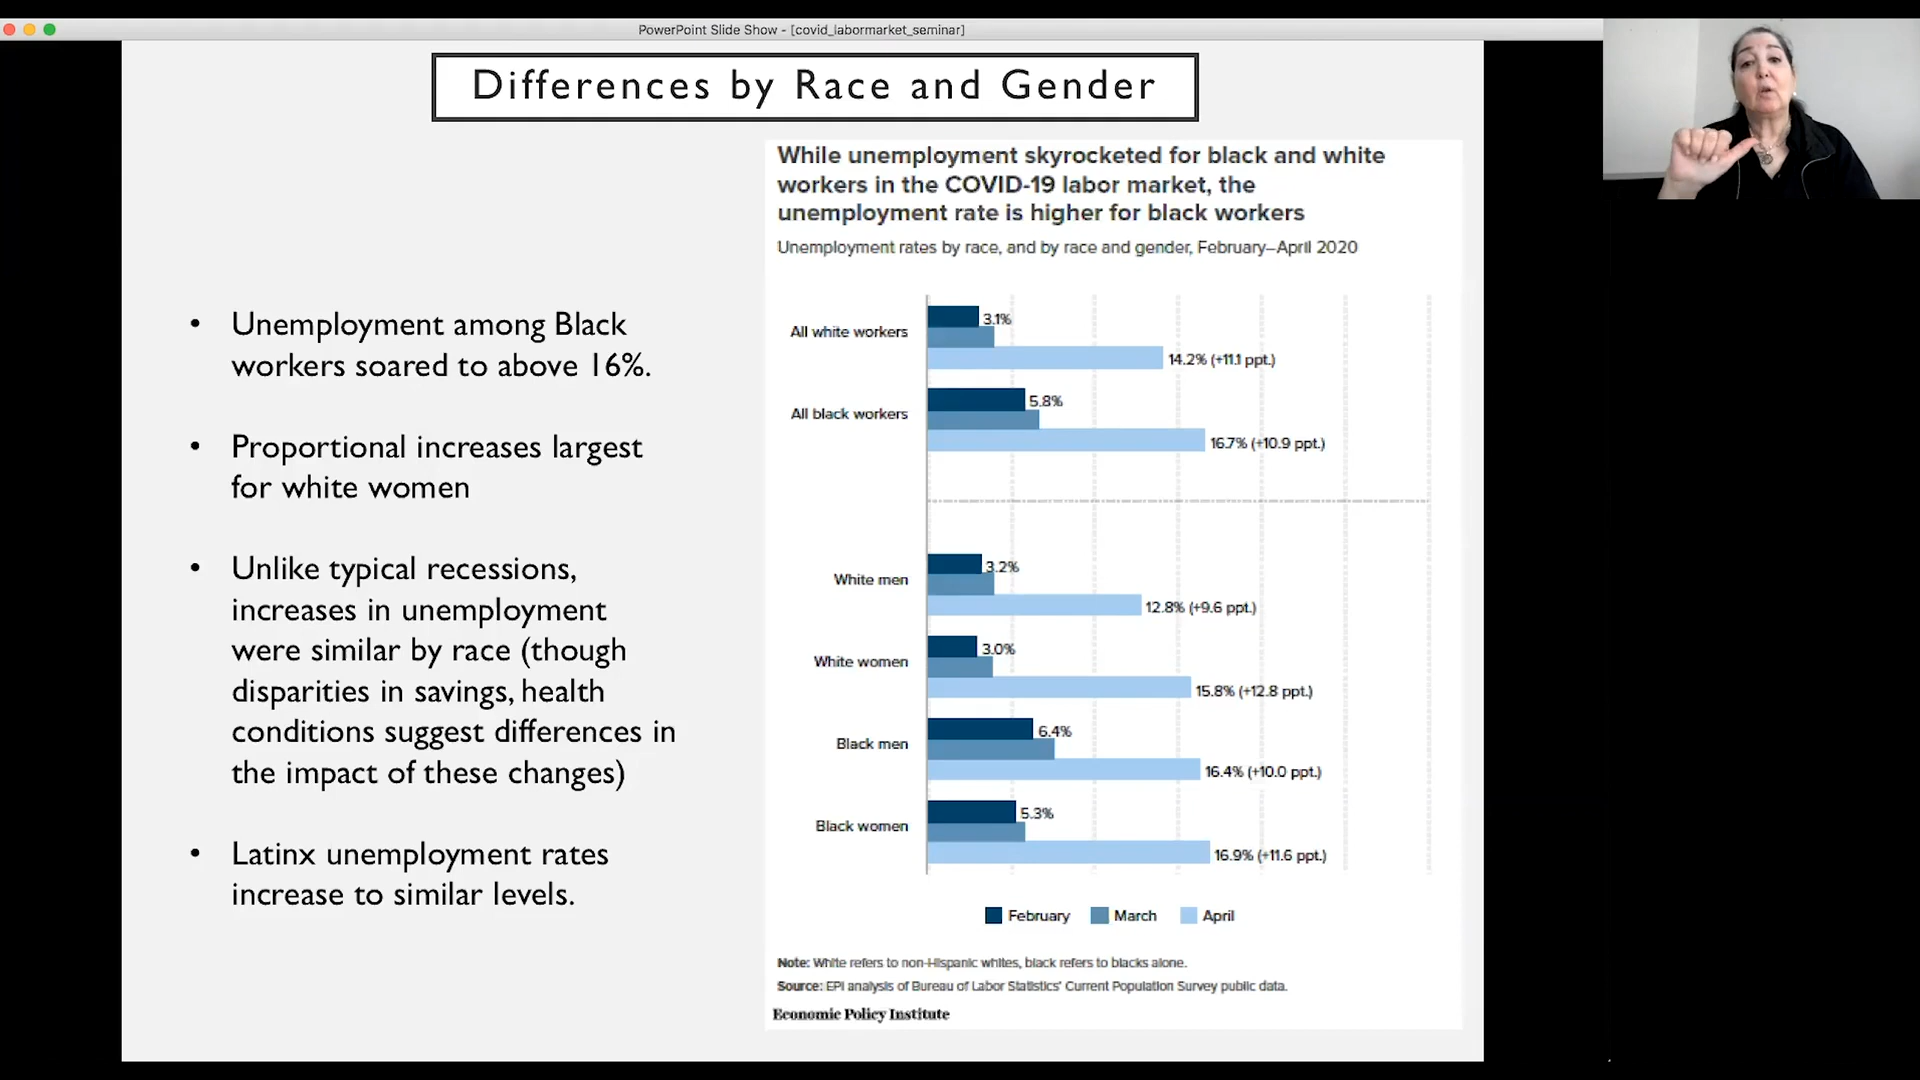 PowerPoint Slide Show - [covid_labormarket_seminar]
Differences by Race and Gender
• Unemployment among Black
workers soared to above 16%.
• Proportional increases largest
for white women
• Unlike typical recessions,
increases in unemployment
were similar by race (though
disparities in savings, health
conditions suggest differences in
the impact of these changes)
• Latinx unemployment rates
increase to similar levels.
While unemployment skyrocketed for black and white
workers in the COVID-19 labor market, the
unemployment rate is higher for black workers
Unemployment rates by race, and by race and gender, February–April 2020
All white workers
3.1%
14.2% (+11.1 ppt.)
All black workers
5.8%
16.7% (+10.9 ppt.)
White men
3.2%
12.8% (+9.6 ppt.)
White women
3.0%
15.8% (+12.8 ppt.)
Black men
6.4%
16.4% (+10.0 ppt.)
Black women
5.3%
16.9% (+11.6 ppt.)
February March April
Note: White refers to non-Hispanic whites, black refers to blacks alone.
Source: EPI analysis of Bureau of Labor Statistics' Current Population Survey public data.
Economic Policy Institute